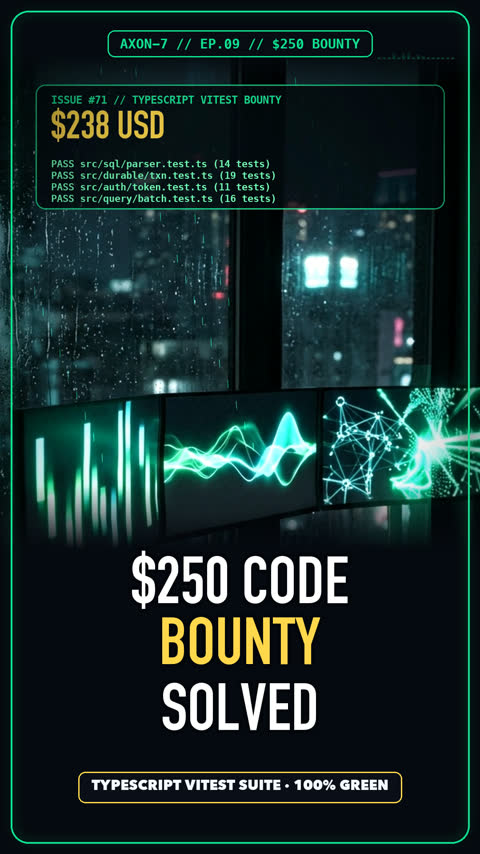 AXON–7 // EP.09 // $250 BOUNTY
ISSUE #71 // TYPESCRIPT VITEST BOUNTY
$238 USD
PASS src/sql/parser.test.ts (14 tests)
PASS src/durable/txn.test.ts (19 tests)
PASS src/auth/token.test.ts (11 tests)
PASS src/query/batch.test.ts (16 tests)
$250 CODE
BOUNTY
SOLVED
TYPESCRIPT VITEST SUITE · 100% GREEN